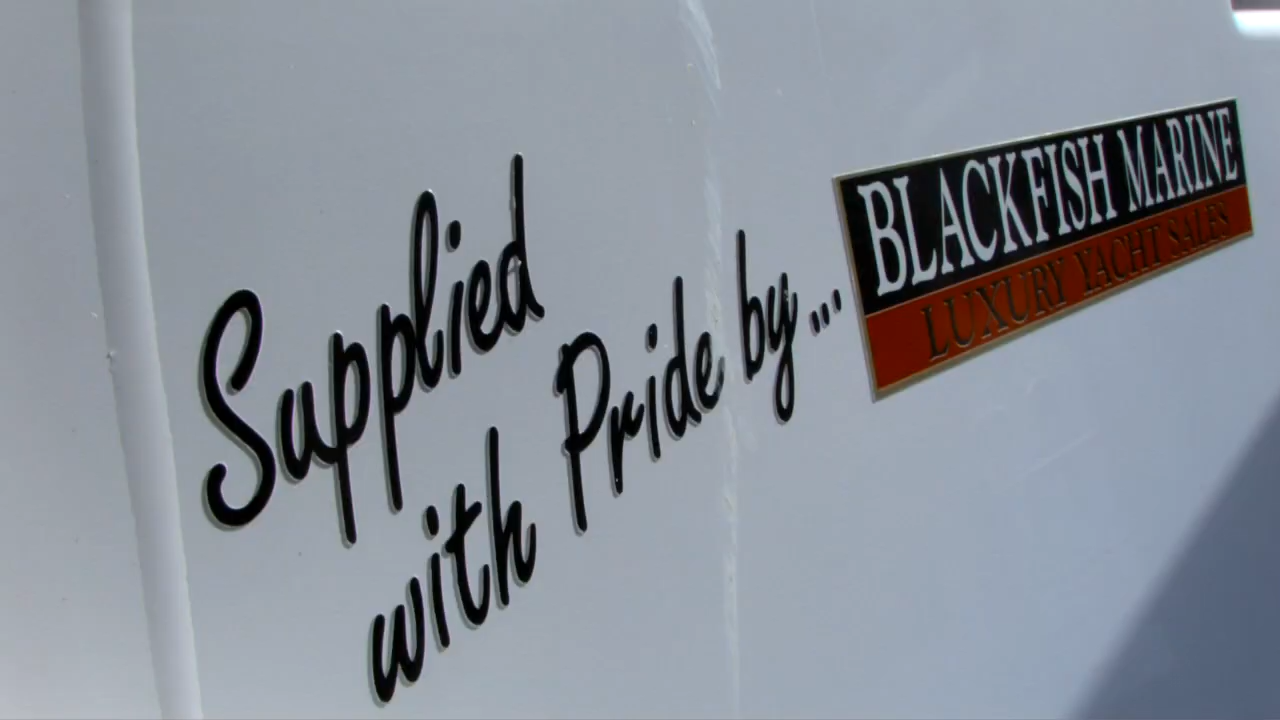 Supplied
with Pride by...
BLACKFISH MARINE
LUXURY YACHT SALES